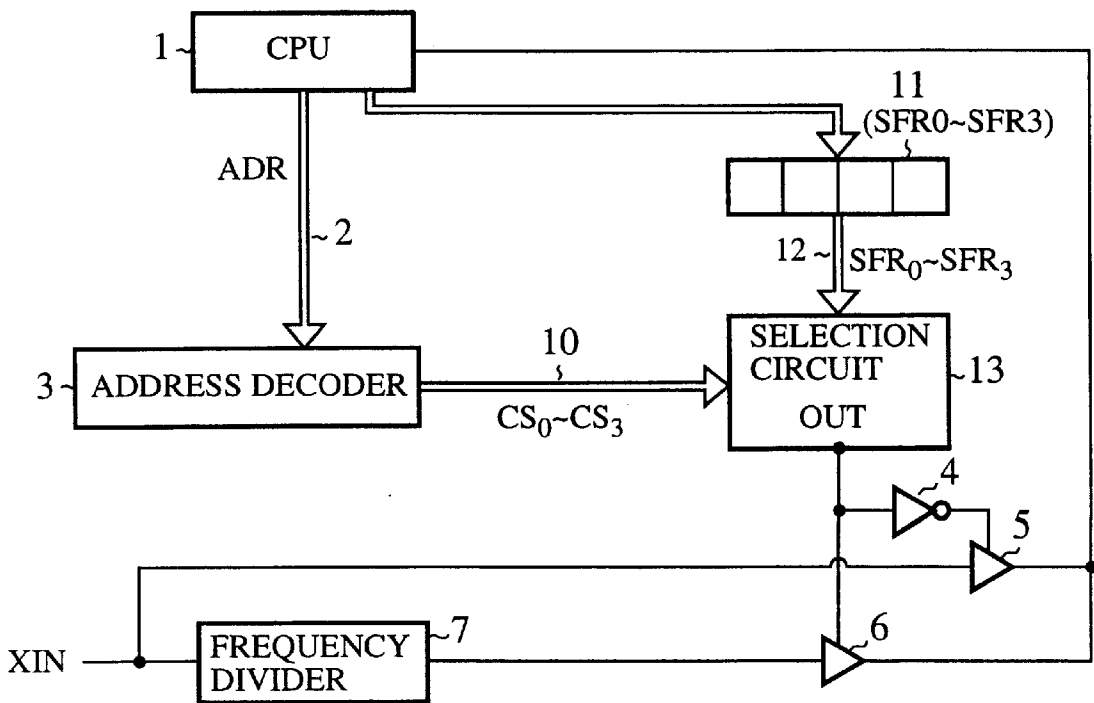 1
CPU
11
(SFR0~SFR3)
ADR
2
12
SFR0~SFR3
3
ADDRESS DECODER
10
CS0~CS3
SELECTION
CIRCUIT
OUT
13
4
5
XIN
FREQUENCY
DIVIDER
7
6